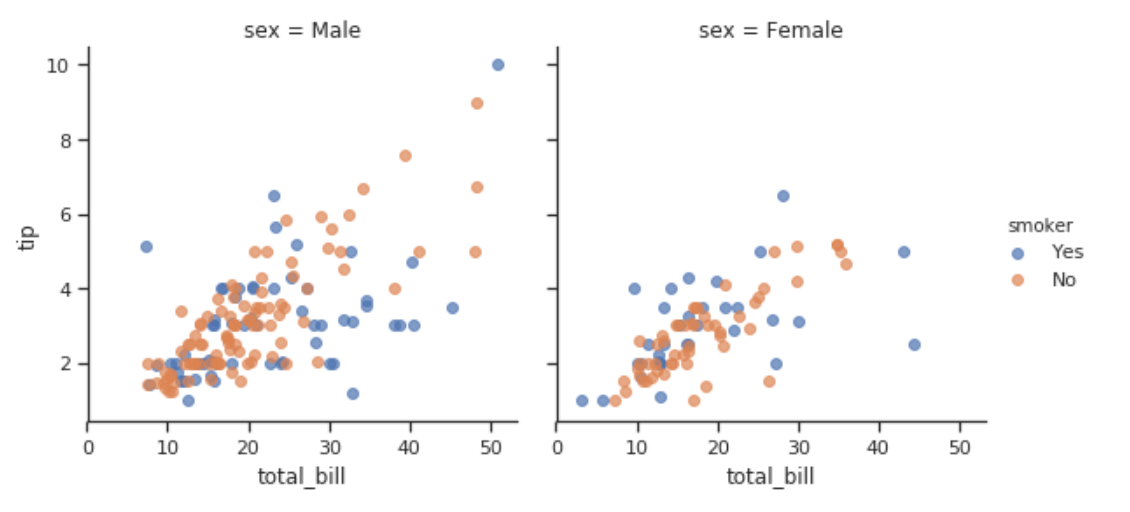 sex = Male
sex = Female
10
8
6
4
2
tip
0 10 20 30 40 50
total_bill
0 10 20 30 40 50
total_bill
smoker
Yes
No